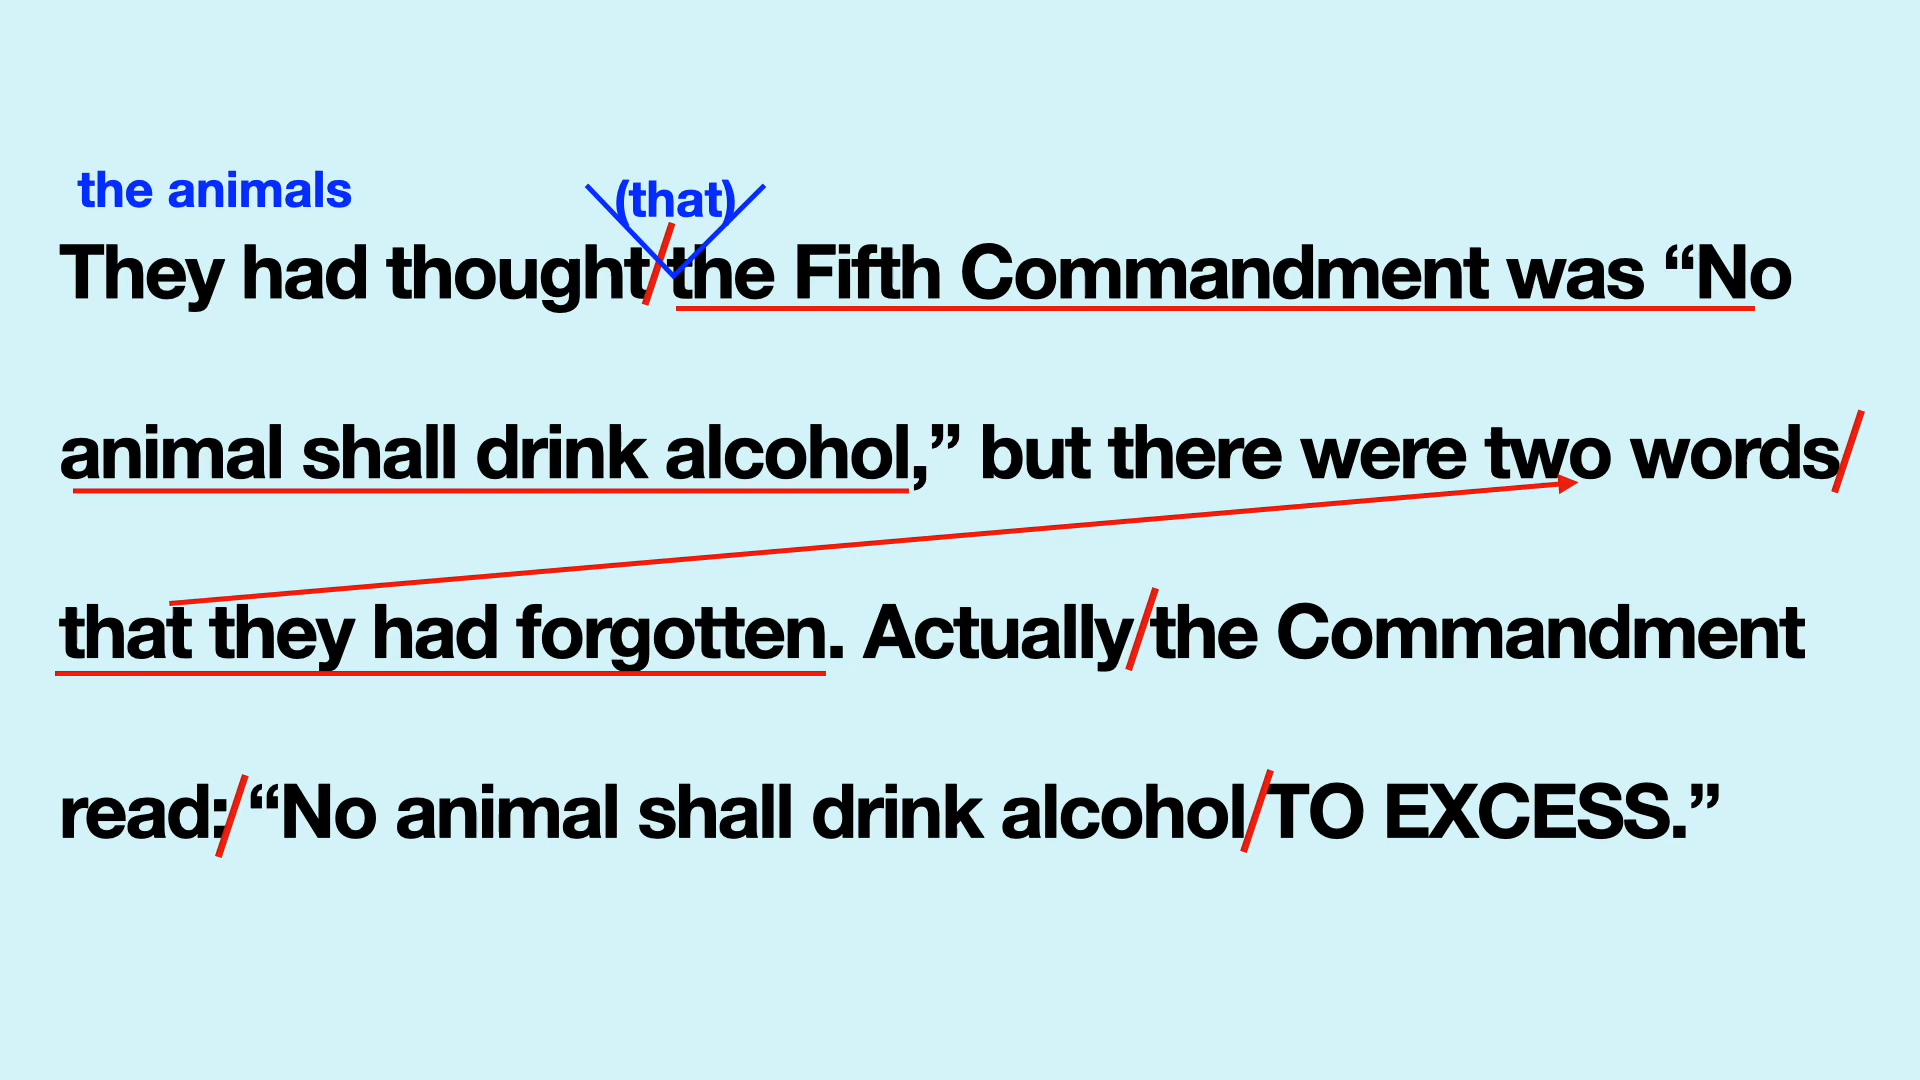 the animals (that)
They had thought the Fifth Commandment was “No
animal shall drink alcohol,” but there were two words
that they had forgotten. Actually the Commandment
read: “No animal shall drink alcohol TO EXCESS.”